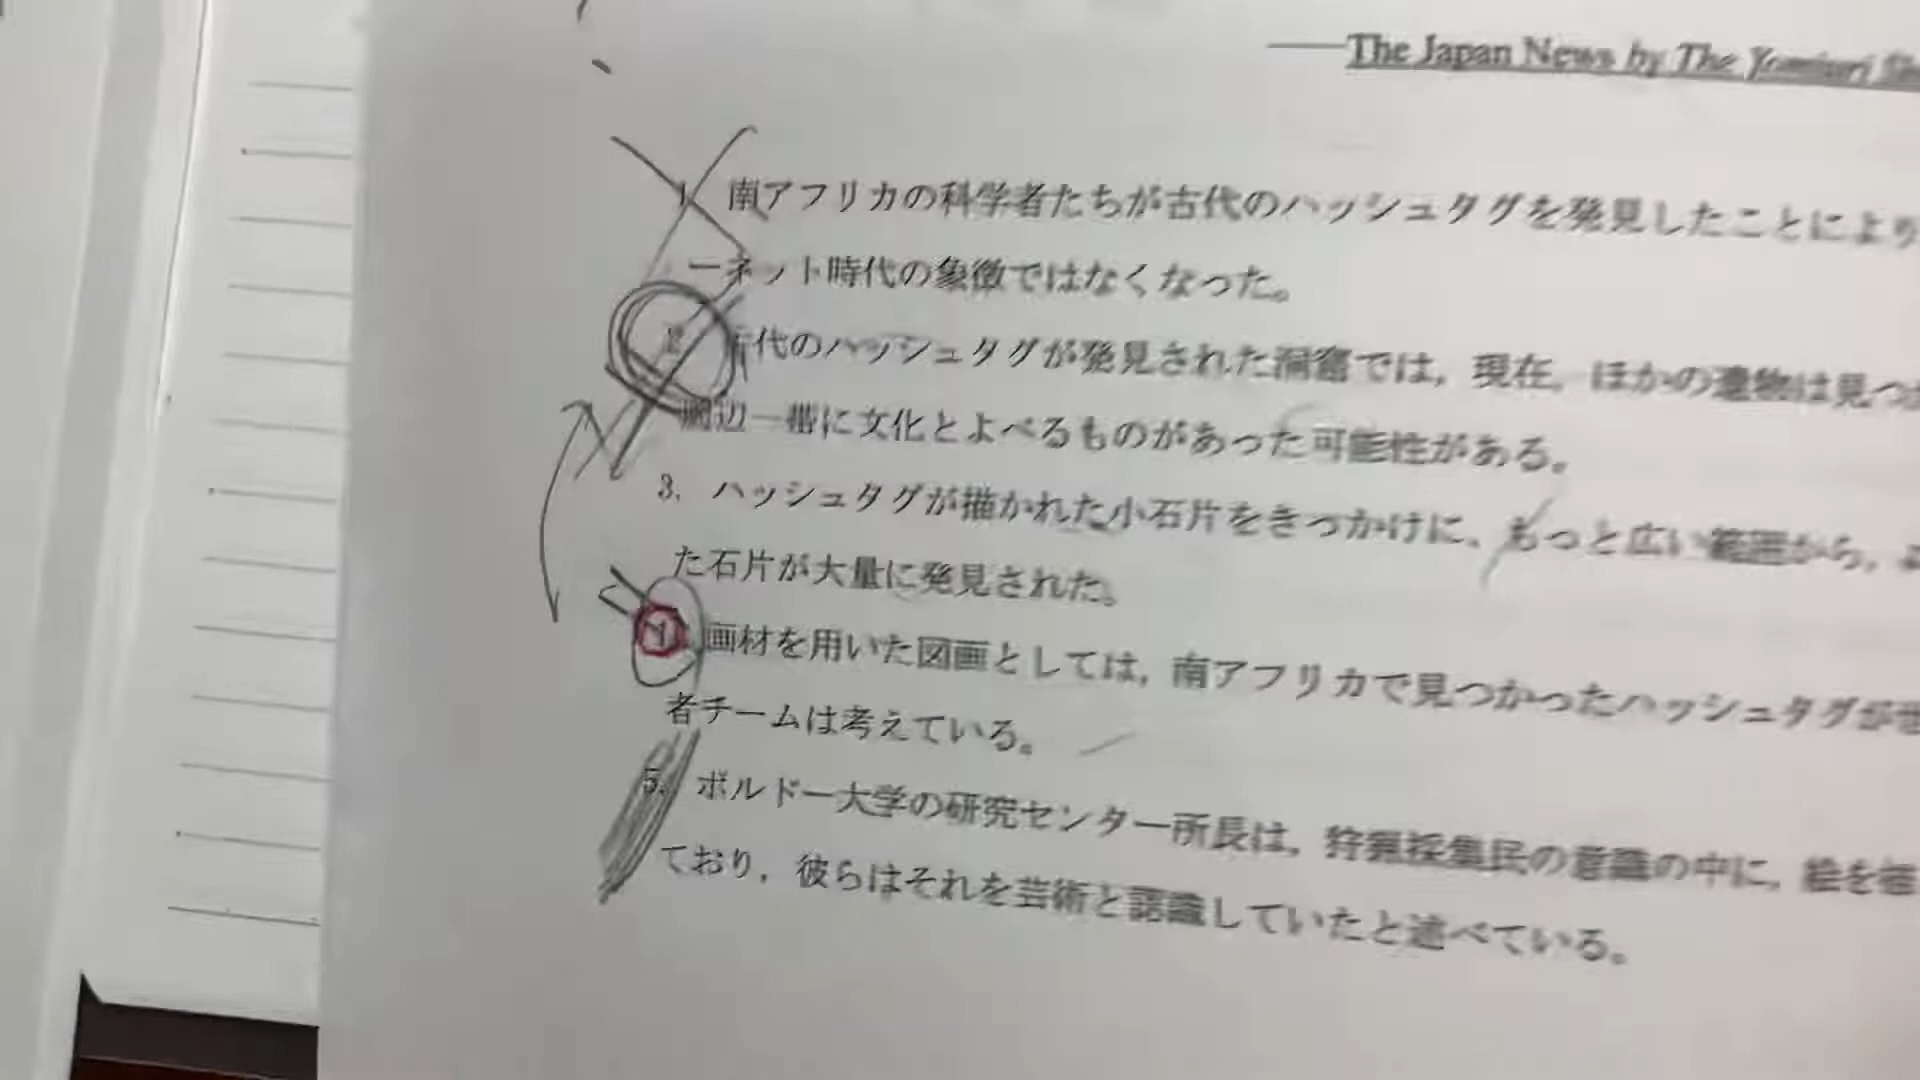 ——The Japan News by The Yomiuri Sh
1. 南アフリカの科学者たちが古代のハッシュタグを発見したことにより
ーネット時代の象徴ではなくなった。
2. 古代のハッシュタグが発見された洞窟では，現在，ほかの遺物は見つか
周辺一帯に文化とよべるものがあった可能性がある。
3. ハッシュタグが描かれた小石片をきっかけに、もっと広い範囲から，
た石片が大量に発見された。
4. 画材を用いた図画としては，南アフリカで見つかったハッシュタグが世
者チームは考えている。
5. ボルドー大学の研究センター所長は，狩猟採集民の意識の中に，絵を描
ており，彼らはそれを芸術と認識していたと述べている。